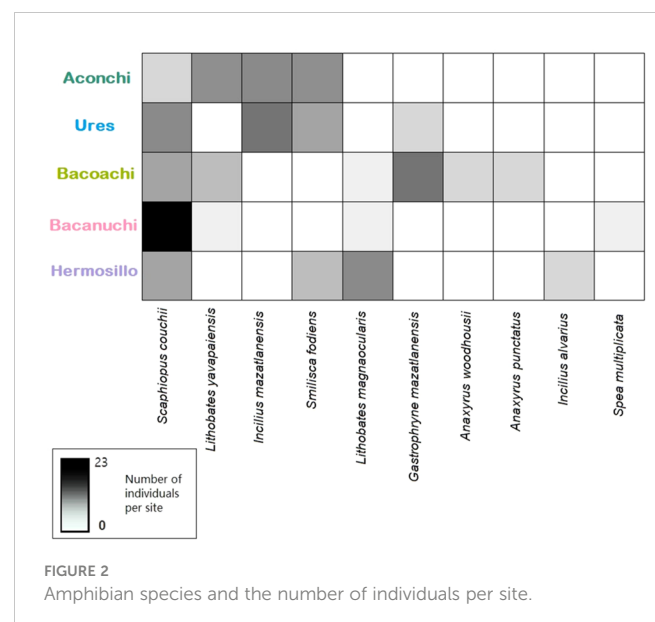 Aconchi
Ures
Bacoachi
Bacanuchi
Hermosillo
Scaphiopus couchii
Lithobates yavapaiensis
Incilius mazatlanensis
Smilisca fodiens
Lithobates magnaocularis
Gastrophryne mazatlanensis
Anaxyrus woodhousii
Anaxyrus punctatus
Incilius alvarius
Spea multiplicata
23
0
Number of
individuals
per site
FIGURE 2
Amphibian species and the number of individuals per site.